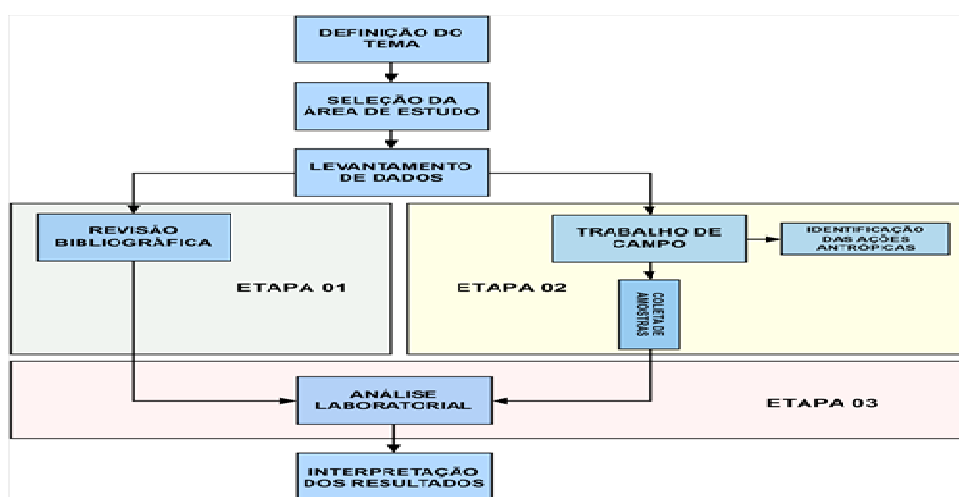 DEFINIÇÃO DO
TEMA
SELEÇÃO DA
ÁREA DE ESTUDO
LEVANTAMENTO
DE DADOS
REVISÃO
BIBLIOGRÁFICA
TRABALHO DE
CAMPO
IDENTIFICAÇÃO
DAS AÇÕES
ANTRÓPICAS
ETAPA 01
ETAPA 02
COLETA DE
AMOSTRAS
ANÁLISE
LABORATORIAL
ETAPA 03
INTERPRETAÇÃO
DOS RESULTADOS